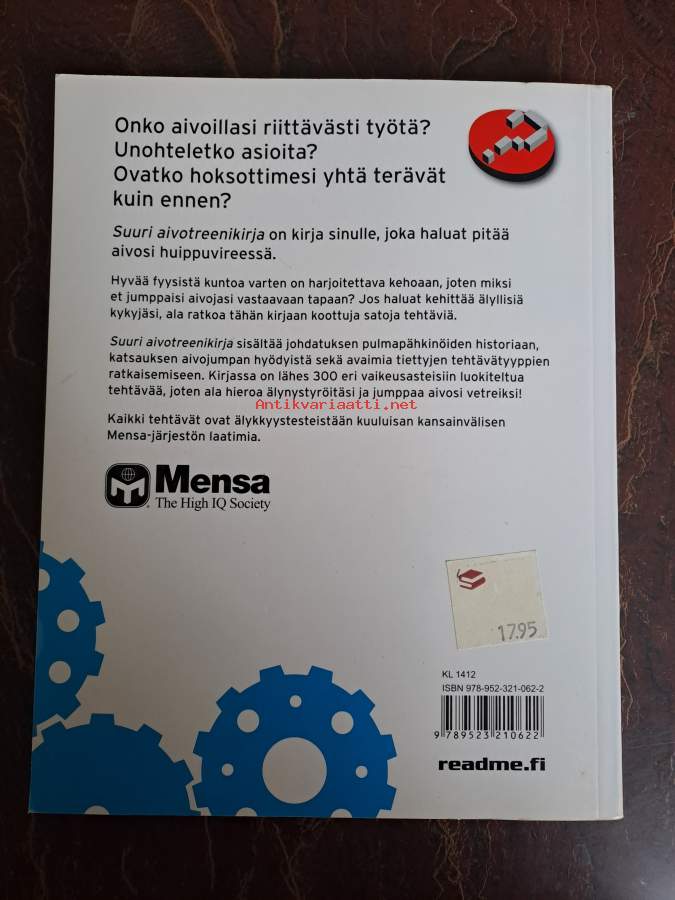 Onko aivoillasi riittävästi työtä?
Unohteletko asioita?
Ovatko hoksottimesi yhtä terävät
kuin ennen?
Suuri aivotreenikirja on kirja sinulle, joka haluat pitää
aivosi huippuvireessä.
Hyvää fyysistä kuntoa varten on harjoitettava kehoaan, joten miksi
et jumppaisi aivojasi vastaavaan tapaan? Jos haluat kehittää älyllisiä
kykyjäsi, ala ratkoa tähän kirjaan koottuja satoja tehtäviä.
Suuri aivotreenikirja sisältää johdatuksen pulmapähkinöiden historiaan,
katsauksen aivojumpan hyödyistä sekä avaimia tiettyjen tehtävätyyppien
ratkaisemiseen. Kirjassa on lähes 300 eri vaikeusasteisiin luokiteltua
tehtävää, joten ala hieroa älynystyröitäsi ja jumppaa aivosi vetreiksi!
Antikvariaatti.net
Kaikki tehtävät ovat älykkyystesteistään kuuluisan kansainvälisen
Mensa-järjestön laatimia.
Mensa
The High IQ Society
17.95
KL 1412
ISBN 978-952-321-062-2
9 789523 210622
readme.fi